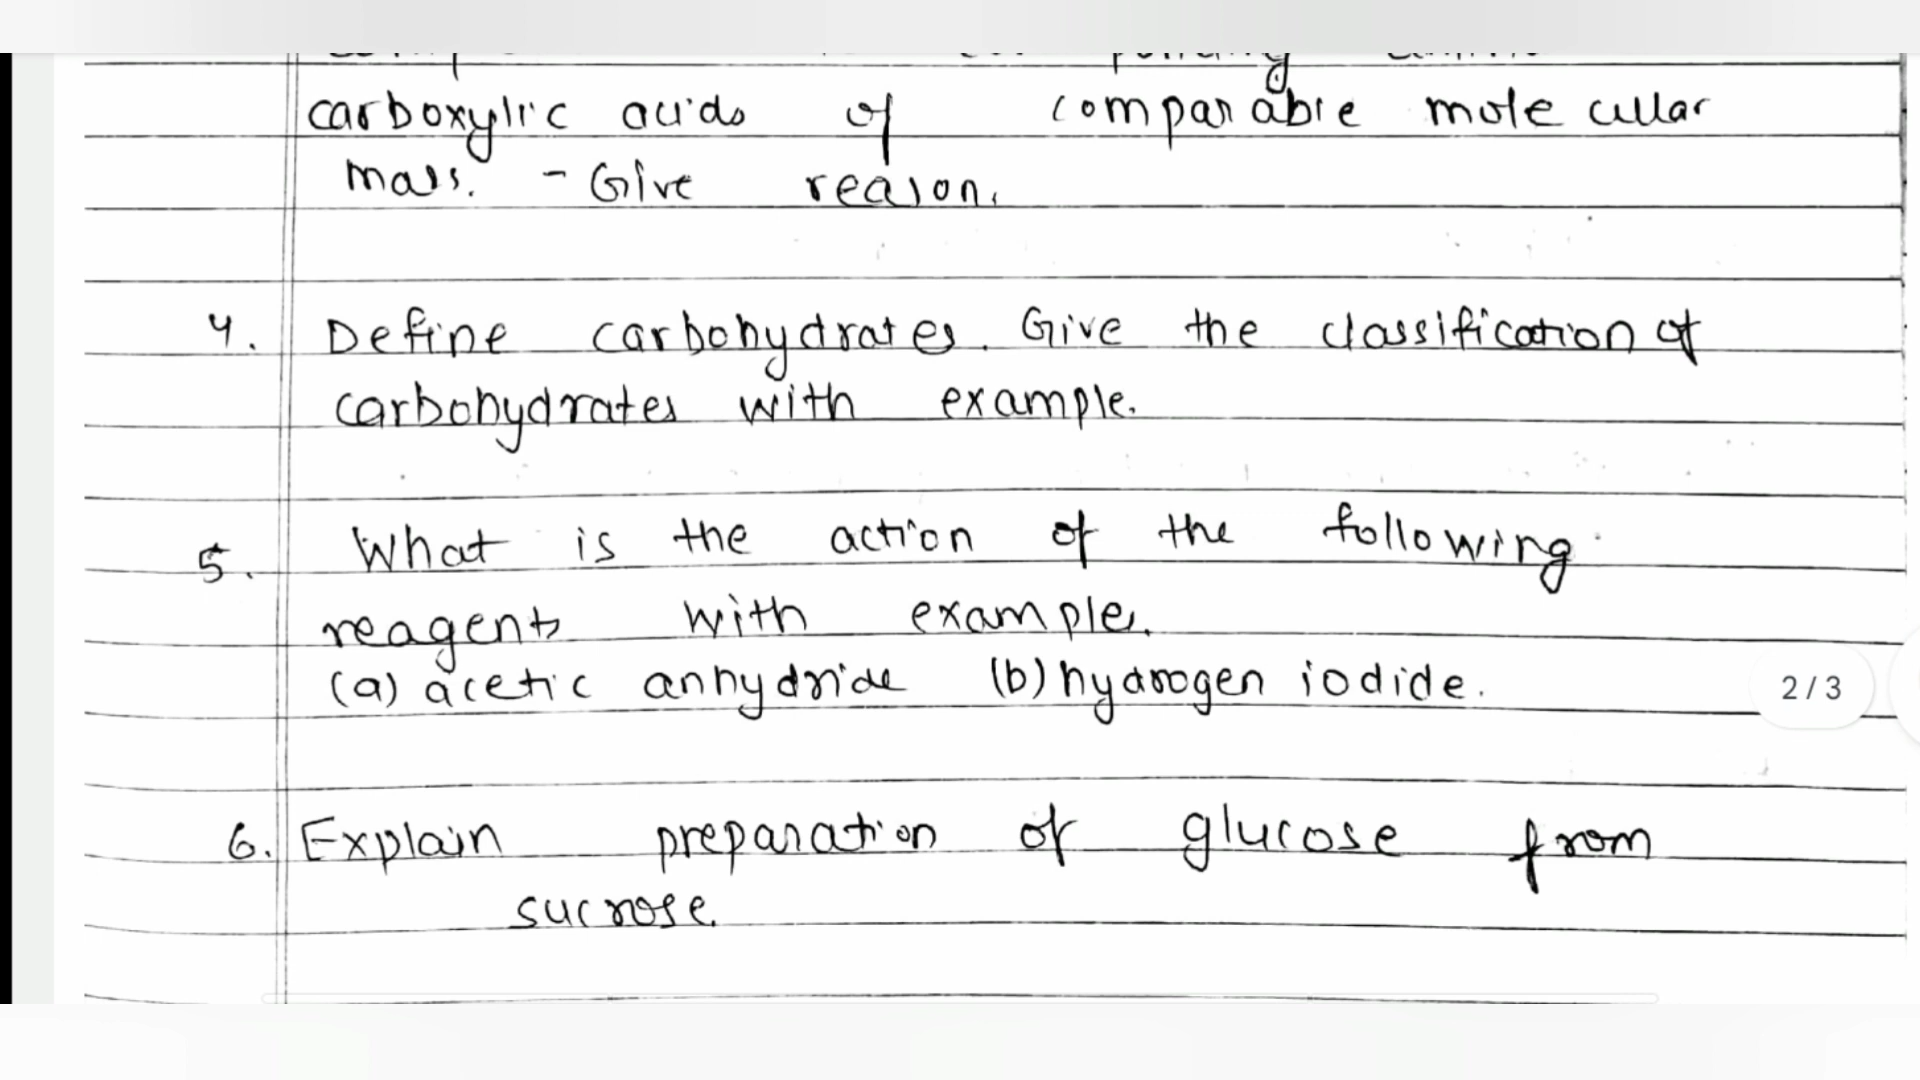 carboxylic acids of comparable molecular
mass. - Give reason.
4. Define carbohydrates. Give the classification of
carbohydrates with example.
5. What is the action of the following
reagents with example.
(a) acetic anhydride (b) hydrogen iodide.
2/3
6. Explain preparation of glucose from
sucrose.